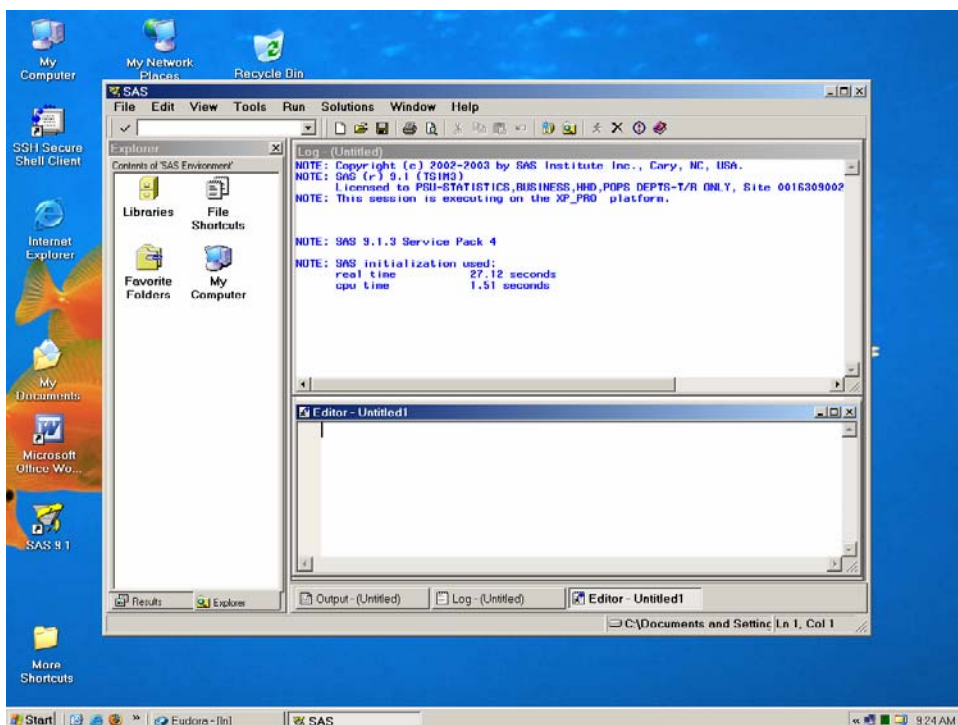 My
Computer
My Network
Places
Recycle Bin
SSH Secure
Shell Client
Internet
Explorer
My
Documents
Microsoft
Office Wo...
SAS 9.1
More
Shortcuts
SAS
File Edit View Tools Run Solutions Window Help
Explorer
Contents of 'SAS Environment'
Libraries
File
Shortcuts
Favorite
Folders
My
Computer
Results
Explorer
Log - (Untitled)
NOTE: Copyright (c) 2002-2003 by SAS Institute Inc., Cary, NC, USA.
NOTE: SAS (r) 9.1 (TS1M3)
Licensed to PSU-STATISTICS,BUSINESS,HHD,POPS DEPTS-T/R ONLY, Site 0016309002
NOTE: This session is executing on the XP_PRO platform.
NOTE: SAS 9.1.3 Service Pack 4
NOTE: SAS initialization used:
real time 27.12 seconds
cpu time 1.51 seconds
Editor - Untitled1
Output - (Untitled)
Log - (Untitled)
Editor - Untitled1
C:\Documents and Setting
Ln 1, Col 1
Start
Eudora - [In]
SAS
9:24 AM